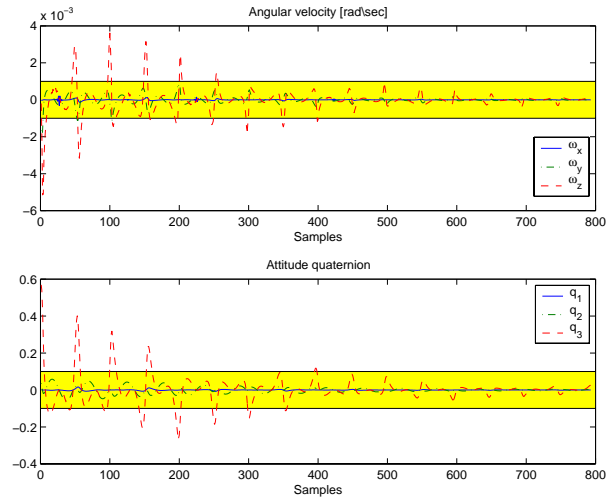 Angular velocity [rad\sec]
4 x 10⁻³
2
0
−2
−4
−6
0 100 200 300 400 500 600 700 800
Samples
ω_x
ω_y
ω_z
Attitude quaternion
0.6
0.4
0.2
0
−0.2
−0.4
0 100 200 300 400 500 600 700 800
Samples
q_1
q_2
q_3